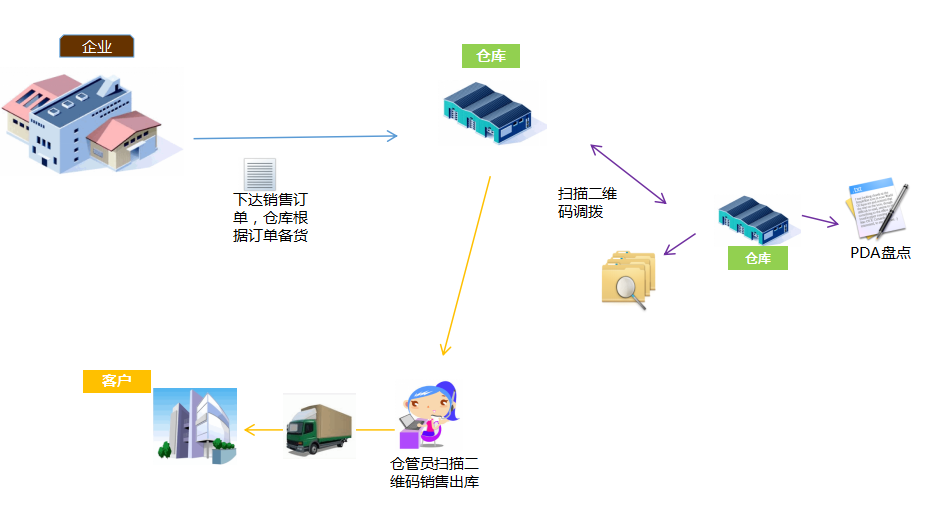 企业
仓库
下达销售订
单，仓库根
据订单备货
扫描二维
码调拨
仓库
PDA盘点
客户
仓管员扫描二
维码销售出库